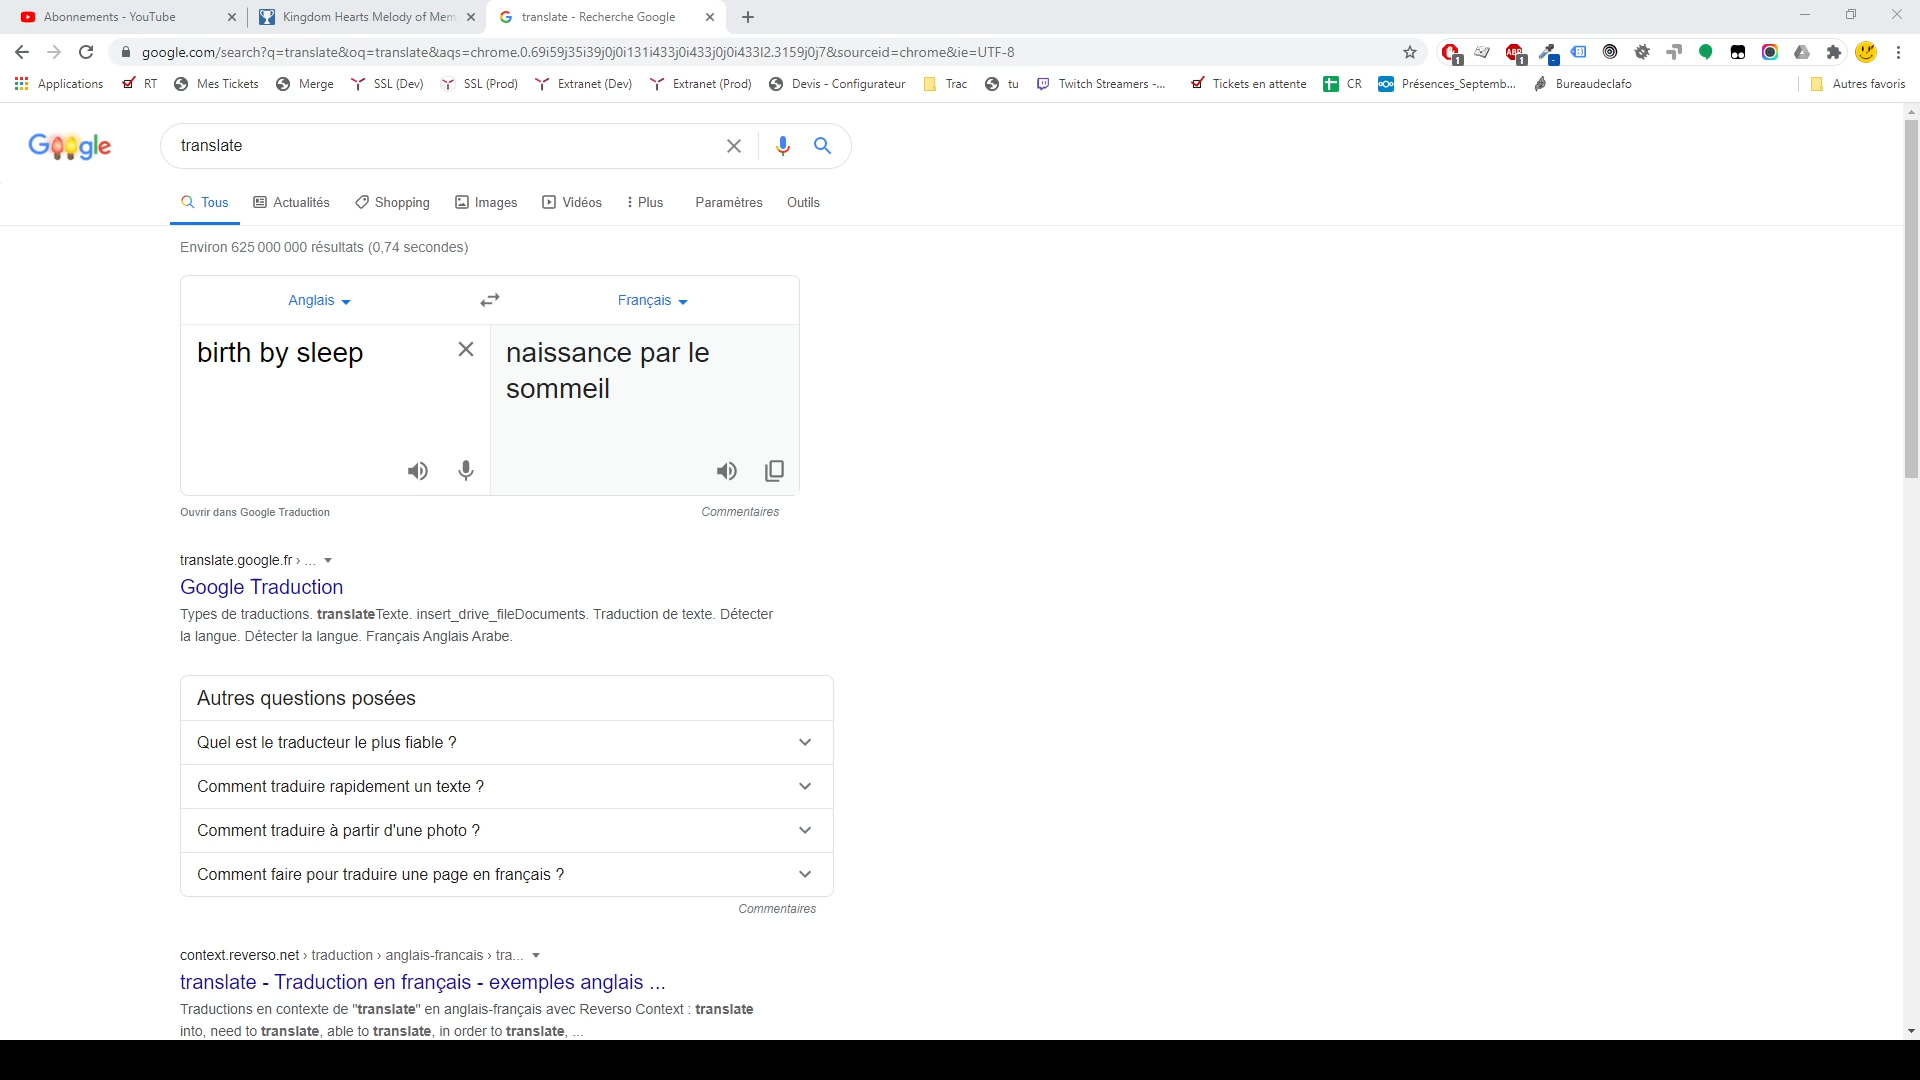 Abonnements - YouTube
Kingdom Hearts Melody of Mem
translate - Recherche Google
google.com/search?q=translate&oq=translate&aqs=chrome.0.69i59j35i39j0j0i131i433j0i433j0j0i433l2.3159j0j7&sourceid=chrome&ie=UTF-8
1
1
Applications
RT
Mes Tickets
Merge
SSL (Dev)
SSL (Prod)
Extranet (Dev)
Extranet (Prod)
Devis - Configurateur
Trac
tu
Twitch Streamers -...
Tickets en attente
CR
Présences_Septemb...
Bureaudeclafo
Autres favoris
Google
translate
Tous
Actualités
Shopping
Images
Vidéos
Plus
Paramètres
Outils
Environ 625 000 000 résultats (0,74 secondes)
Anglais
Français
birth by sleep
naissance par le
sommeil
Ouvrir dans Google Traduction
Commentaires
translate.google.fr › ...
Google Traduction
Types de traductions. translateTexte. insert_drive_fileDocuments. Traduction de texte. Détecter
la langue. Détecter la langue. Français Anglais Arabe.
Autres questions posées
Quel est le traducteur le plus fiable ?
Comment traduire rapidement un texte ?
Comment traduire à partir d'une photo ?
Comment faire pour traduire une page en français ?
Commentaires
context.reverso.net › traduction › anglais-francais › tra...
translate - Traduction en français - exemples anglais ...
Traductions en contexte de "translate" en anglais-français avec Reverso Context : translate
into, need to translate, able to translate, in order to translate, ...